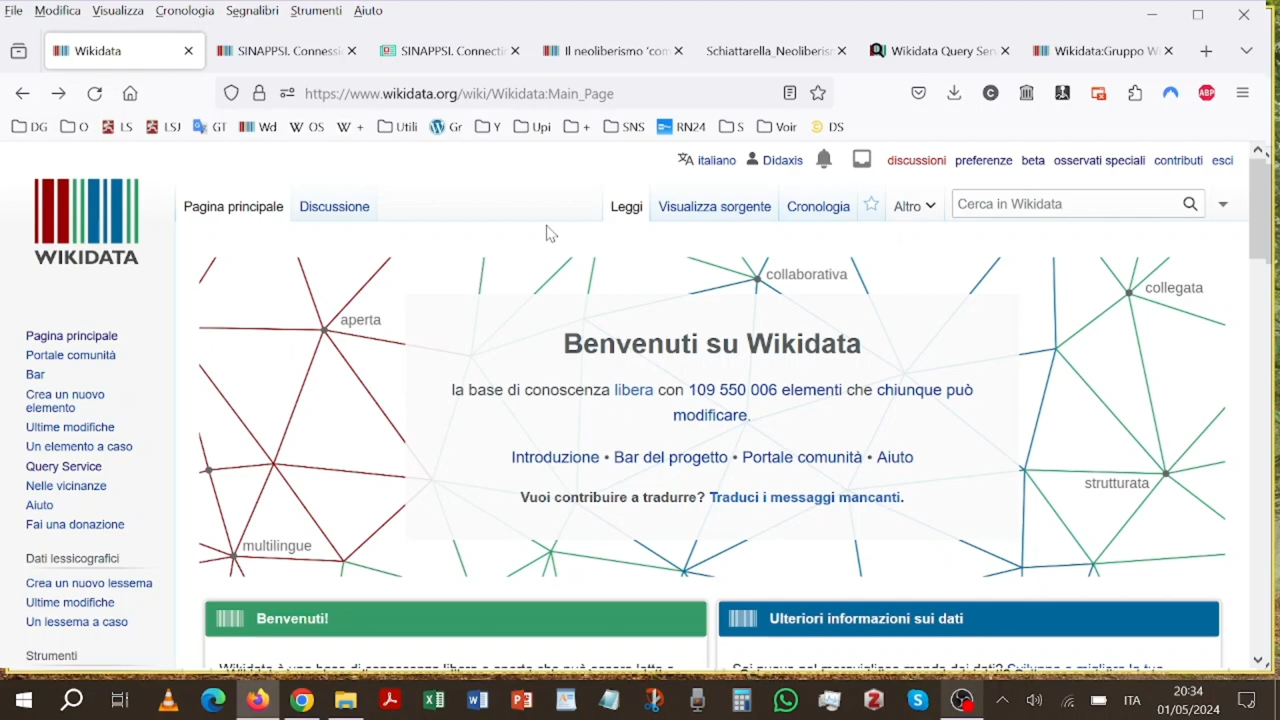 File Modifica Visualizza Cronologia Segnalibri Strumenti Aiuto
Wikidata SINAPPSI. Connessi SINAPPSI. Connecti Il neoliberismo 'com Schiattarella_Neoliberism Wikidata Query Ser Wikidata:Gruppo W
https://www.wikidata.org/wiki/Wikidata:Main_Page
DG O LS LSJ GT Wd OS + Utili Gr Y Upi + SNS RN24 S Voir DS
italiano Didaxis discussioni preferenze beta osservati speciali contributi esci
Pagina principale Discussione Leggi Visualizza sorgente Cronologia Altro Cerca in Wikidata
WIKIDATA
collaborativa
collegata
aperta
Benvenuti su Wikidata
la base di conoscenza libera con 109 550 006 elementi che chiunque può
modificare.
Introduzione • Bar del progetto • Portale comunità • Aiuto
Vuoi contribuire a tradurre? Traduci i messaggi mancanti.
strutturata
multilingue
Pagina principale
Portale comunità
Bar
Crea un nuovo
elemento
Ultime modifiche
Un elemento a caso
Query Service
Nelle vicinanze
Aiuto
Fai una donazione
Dati lessicografici
Crea un nuovo lessema
Ultime modifiche
Un lessema a caso
Strumenti
Benvenuti!
Ulteriori informazioni sui dati
ITA
20:34
01/05/2024